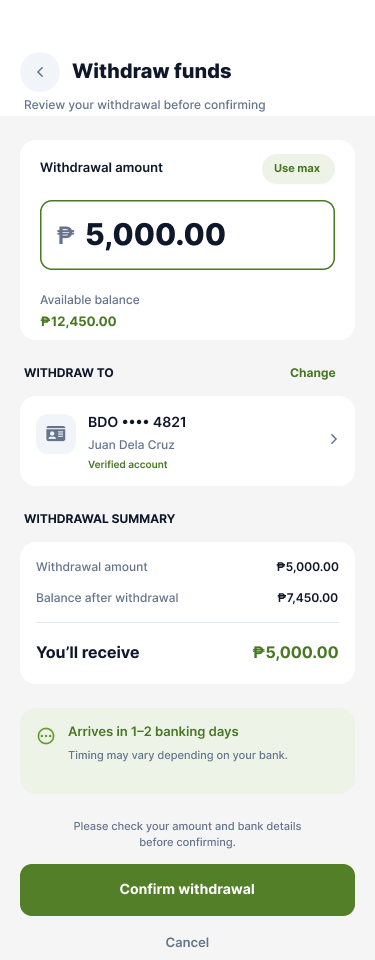 Withdraw funds
Review your withdrawal before confirming
Withdrawal amount
Use max
₱ 5,000.00
Available balance
₱12,450.00
WITHDRAW TO
Change
BDO •••• 4821
Juan Dela Cruz
Verified account
WITHDRAWAL SUMMARY
Withdrawal amount ₱5,000.00
Balance after withdrawal ₱7,450.00
You’ll receive ₱5,000.00
Arrives in 1–2 banking days
Timing may vary depending on your bank.
Please check your amount and bank details
before confirming.
Confirm withdrawal
Cancel